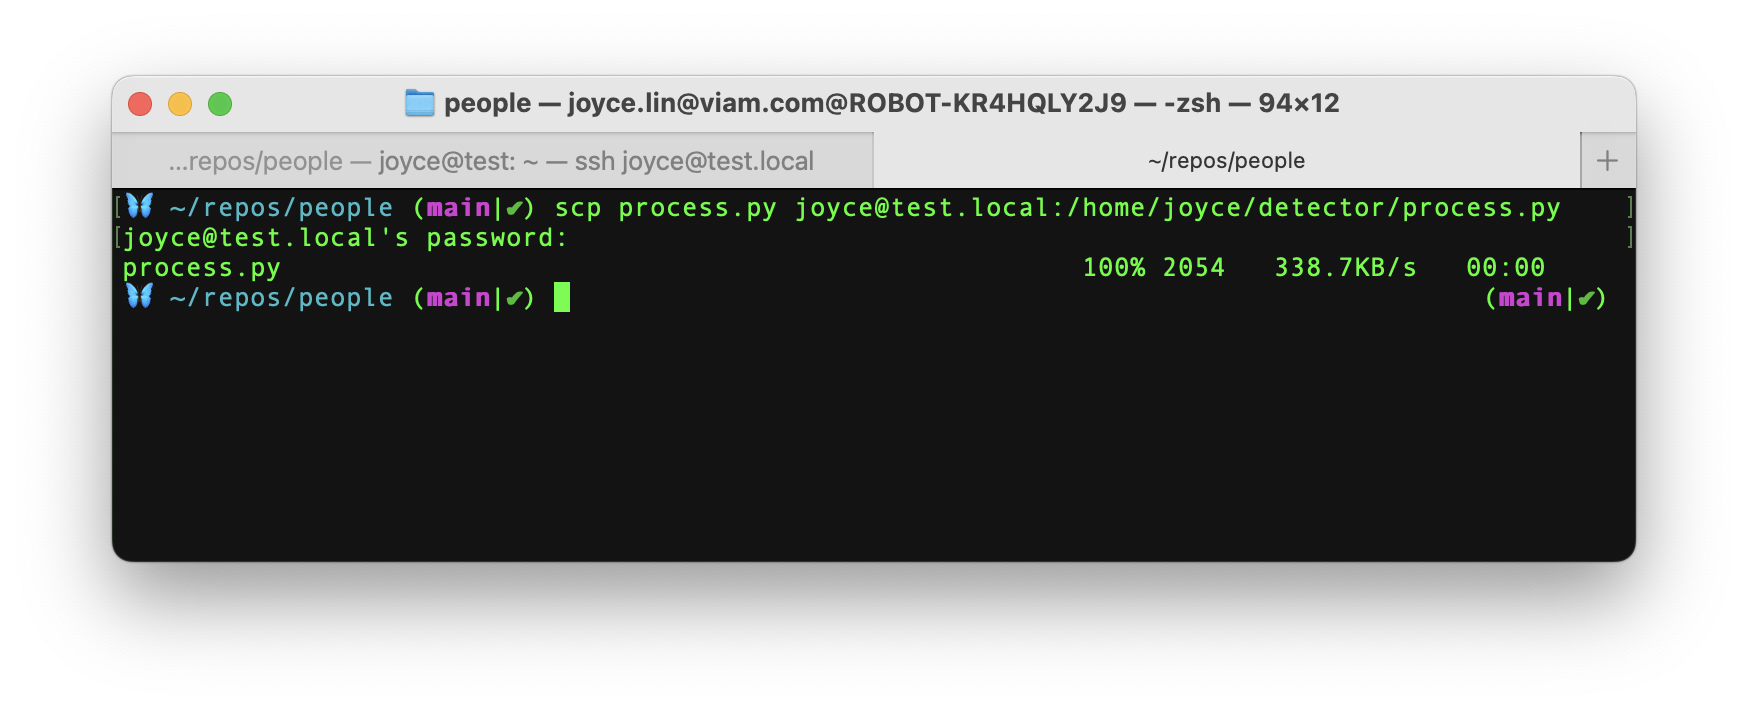 people — joyce.lin@viam.com@ROBOT-KR4HQLY2J9 — -zsh — 94×12
...repos/people — joyce@test: ~ — ssh joyce@test.local
~/repos/people
+
[🦋 ~/repos/people (main|✔) scp process.py joyce@test.local:/home/joyce/detector/process.py ]
[joyce@test.local's password: ]
process.py 100% 2054 338.7KB/s 00:00
🦋 ~/repos/people (main|✔) (main|✔)